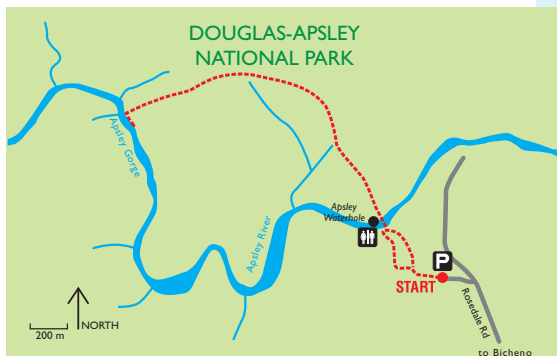 DOUGLAS-APSLEY
NATIONAL PARK
Apsley Gorge
Apsley
Waterhole
Apsley River
P
START
Rosedale Rd
200 m
NORTH
to Bicheno